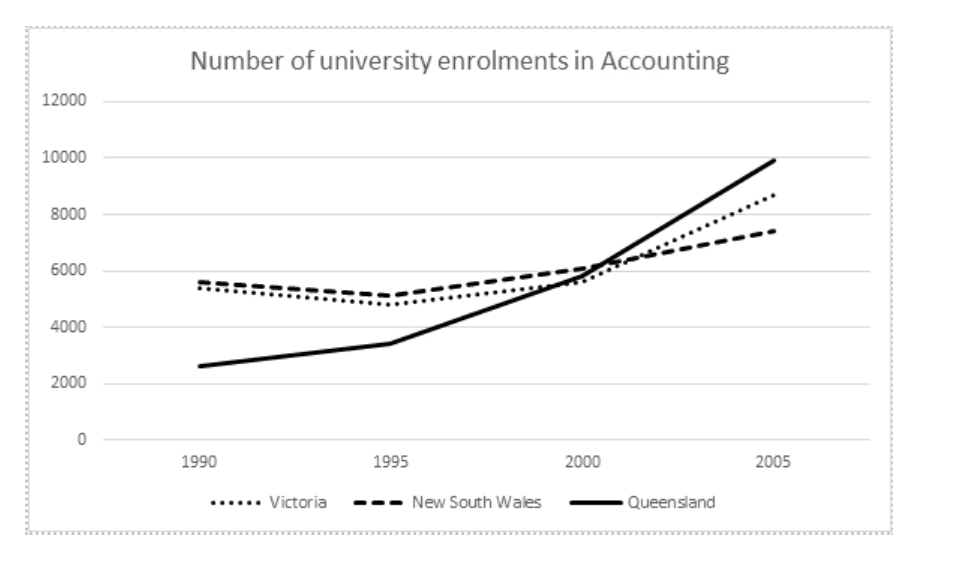 Number of university enrolments in Accounting
12000
10000
8000
6000
4000
2000
0
1990 1995 2000 2005
Victoria New South Wales Queensland